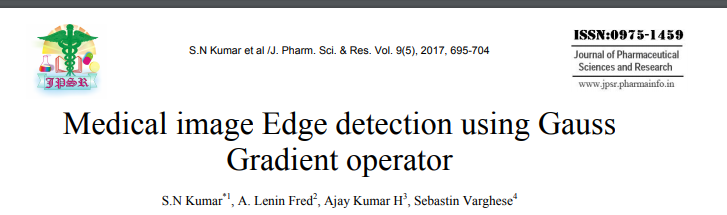 S.N Kumar et al /J. Pharm. Sci. & Res. Vol. 9(5), 2017, 695-704
ISSN:0975-1459
Journal of Pharmaceutical
Sciences and Research
www.jpsr.pharmainfo.in
JPSR
Medical image Edge detection using Gauss
Gradient operator
S.N Kumar*1, A. Lenin Fred2, Ajay Kumar H3, Sebastin Varghese4